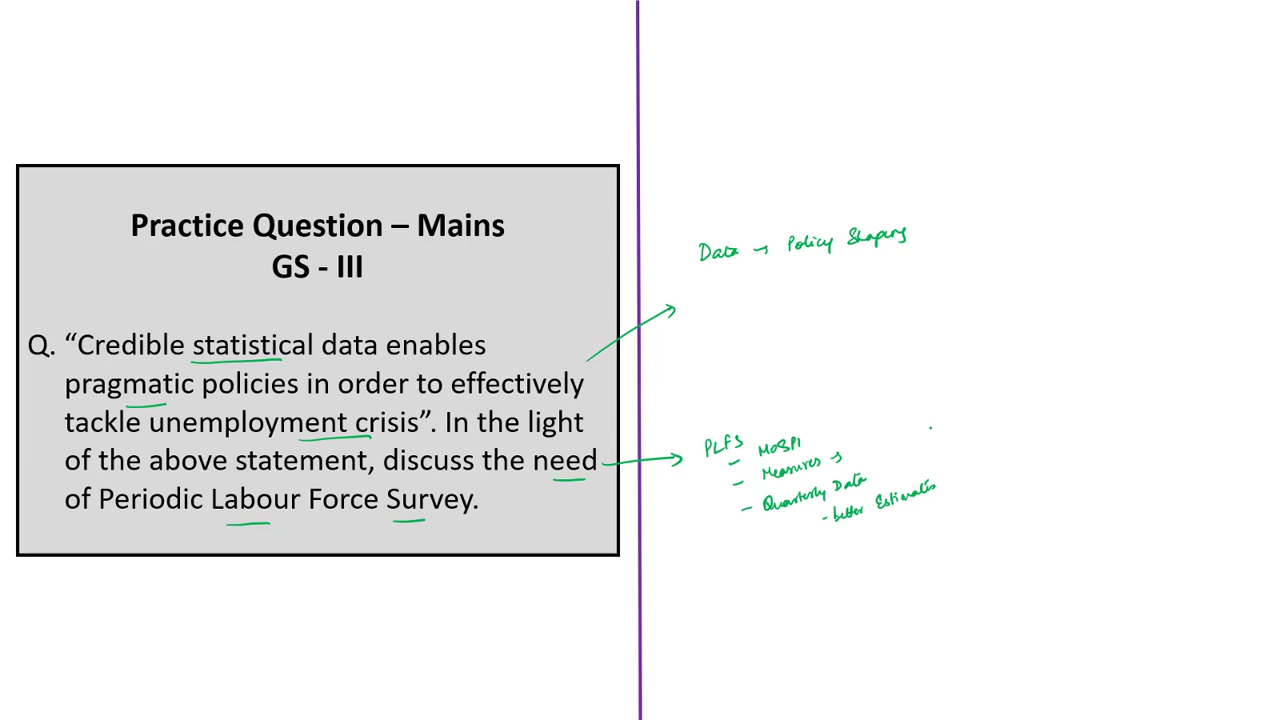 Practice Question – Mains
GS - III
Q. “Credible statistical data enables
pragmatic policies in order to effectively
tackle unemployment crisis”. In the light
of the above statement, discuss the need
of Periodic Labour Force Survey.
Data → Policy Shaping
PLFS
- MOSPI
- Measures →
- Quarterly Data
- better Estimates